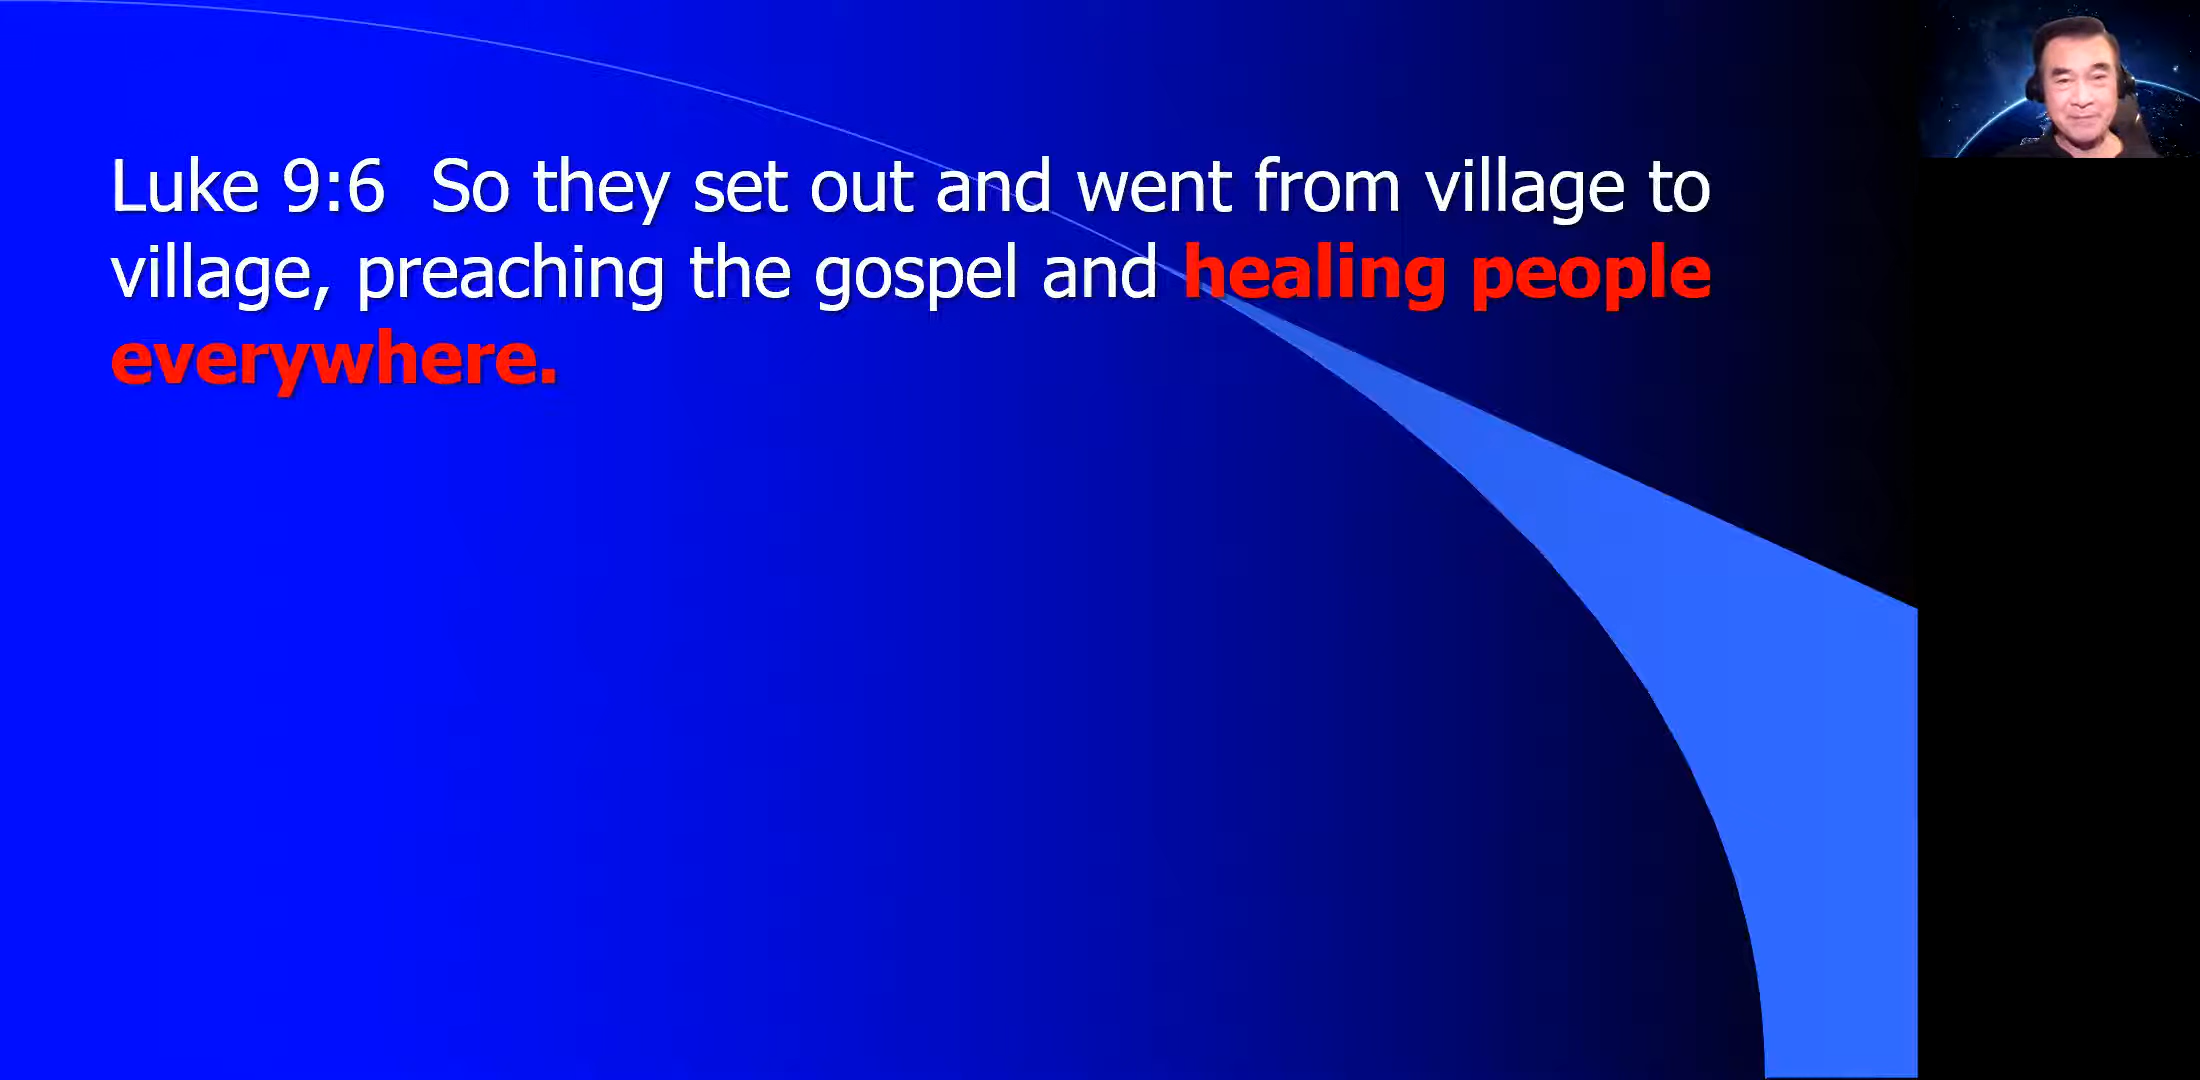 Luke 9:6  So they set out and went from village to
village, preaching the gospel and healing people
everywhere.